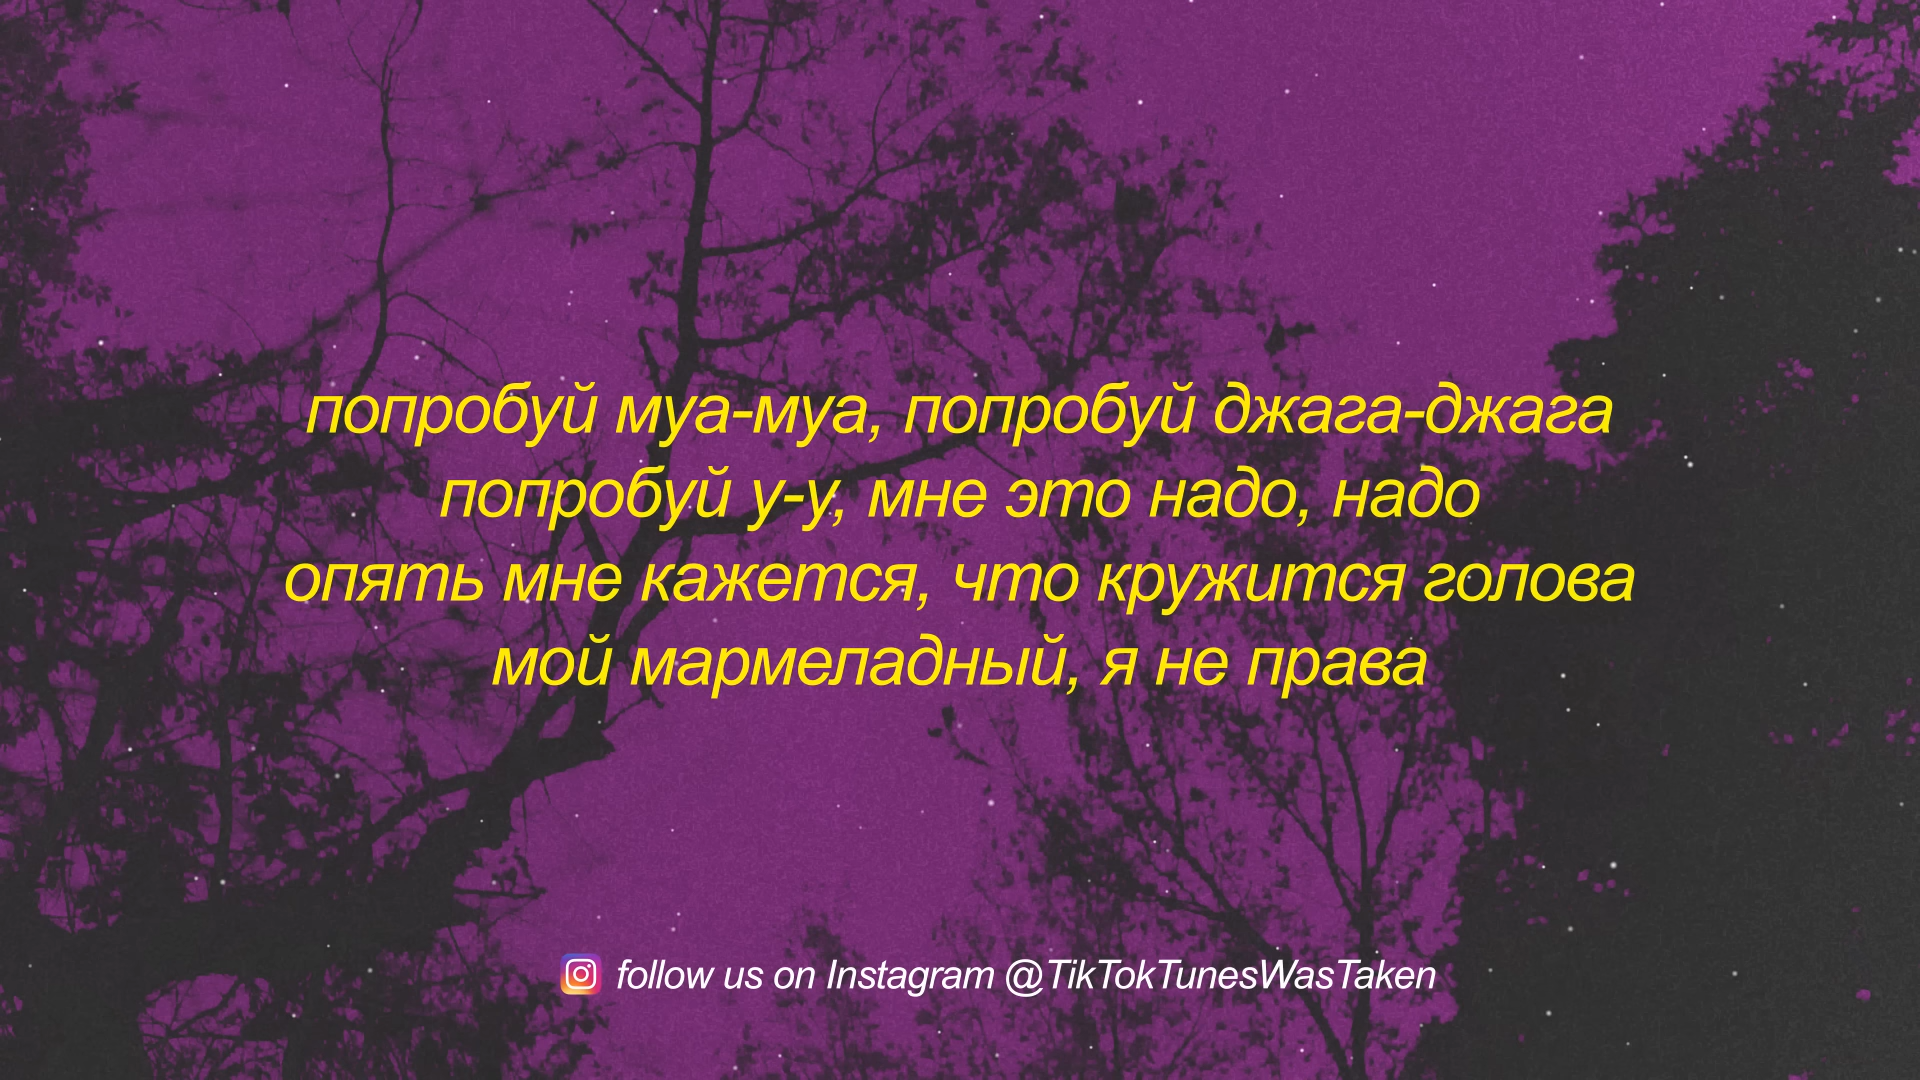 попробуй муа-муа, попробуй джага-джага
попробуй у-у, мне это надо, надо
опять мне кажется, что кружится голова
мой мармеладный, я не права
follow us on Instagram @TikTokTunesWasTaken